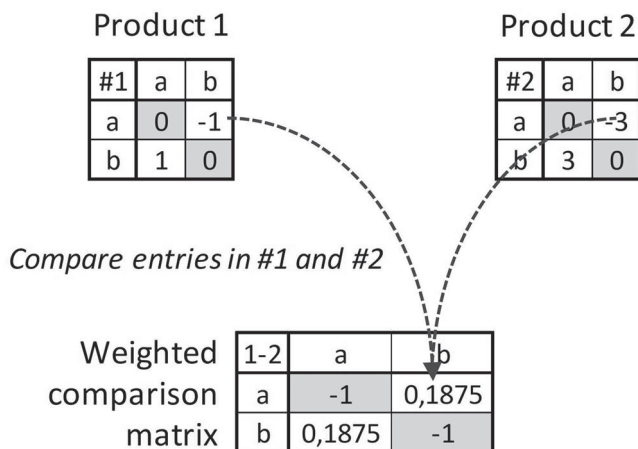 Product 1 Product 2
#1 a b #2 a b
a 0 -1 a 0 -3
b 1 0 b 3 0
Compare entries in #1 and #2
Weighted 1-2 a b
comparison a -1 0,1875
matrix b 0,1875 -1